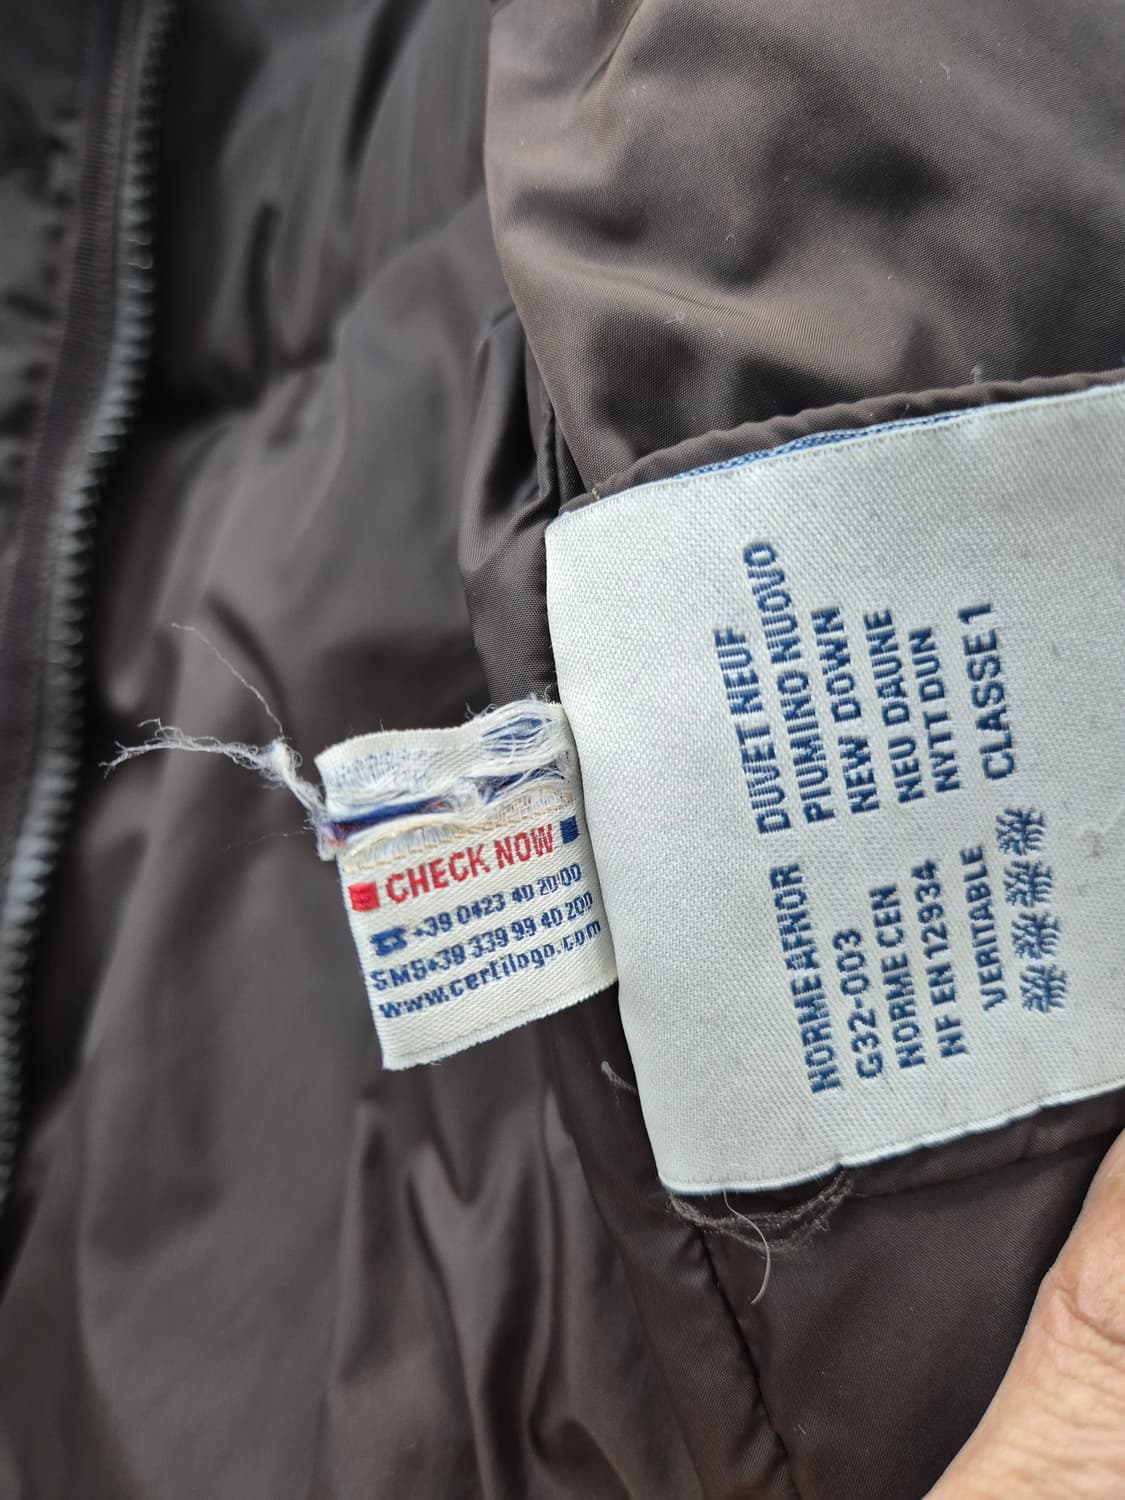 CHECK NOW
+39 0423 40 20 00
SMS+39 339 99 40 200
www.certilogo.com
DUVET NEUF
PIUMINO NUOVO
NEW DOWN
NEU DAUNE
NYTT DUN
CLASSE 1
NORME AFNOR
G32-003
NORME CEN
NF EN 12934
VERITABLE